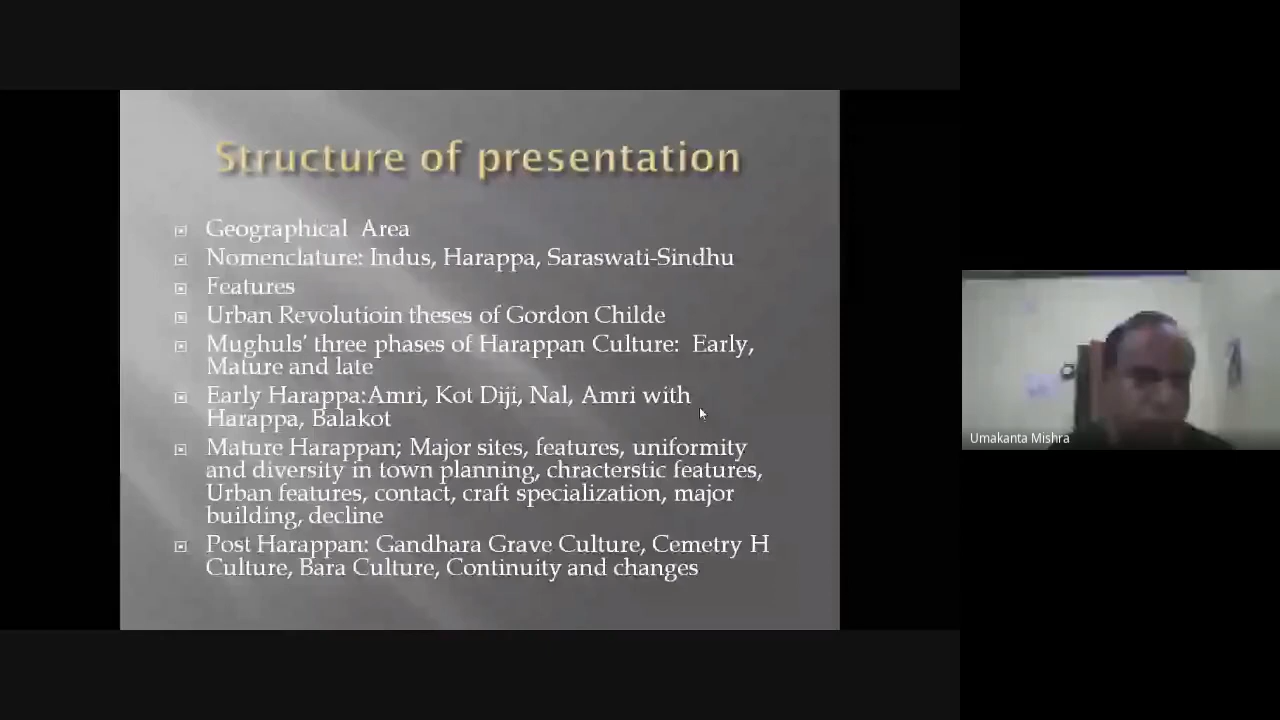 Structure of presentation
Geographical Area
Nomenclature: Indus, Harappa, Saraswati-Sindhu
Features
Urban Revolutioin theses of Gordon Childe
Mughuls' three phases of Harappan Culture: Early,
Mature and late
Early Harappa:Amri, Kot Diji, Nal, Amri with
Harappa, Balakot
Mature Harappan; Major sites, features, uniformity
and diversity in town planning, chracterstic features,
Urban features, contact, craft specialization, major
building, decline
Post Harappan: Gandhara Grave Culture, Cemetry H
Culture, Bara Culture, Continuity and changes
Umakanta Mishra